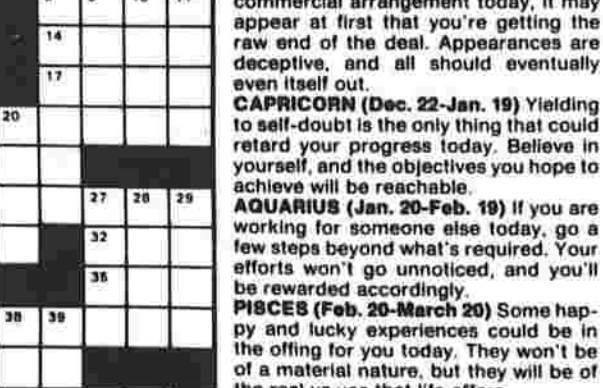 14
17
20
27 28 29
32
35
38 39
commercial arrangement today, it may
appear at first that you're getting the
raw end of the deal. Appearances are
deceptive, and all should eventually
even itself out.
CAPRICORN (Dec. 22-Jan. 19) Yielding
to self-doubt is the only thing that could
retard your progress today. Believe in
yourself, and the objectives you hope to
achieve will be reachable.
AQUARIUS (Jan. 20-Feb. 19) If you are
working for someone else today, go a
few steps beyond what's required. Your
efforts won't go unnoticed, and you'll
be rewarded accordingly.
PISCES (Feb. 20-March 20) Some hap-
py and lucky experiences could be in
the offing for you today. They won't be
of a material nature, but they will be of